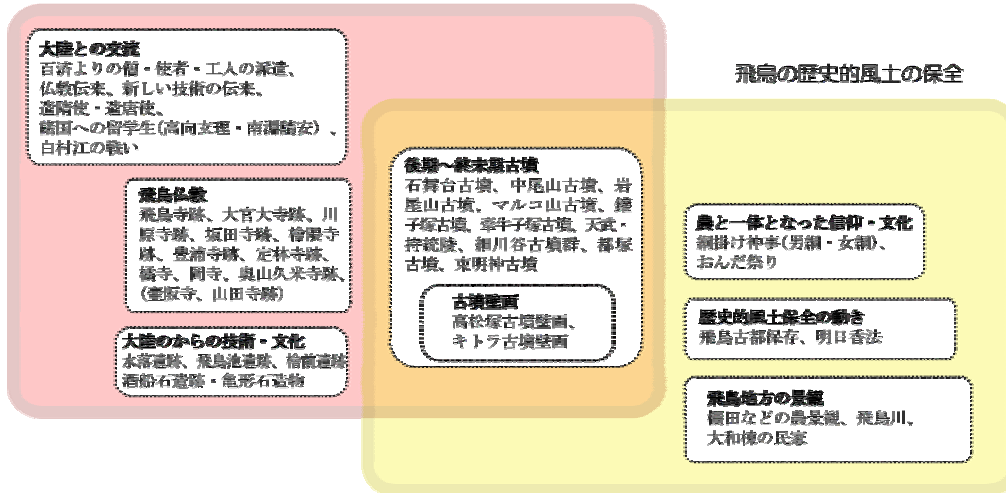 大陸との交流
百済よりの僧・使者・工人の派遣、
仏教伝来、新しい技術の伝来、
遣隋使・遣唐使、
諸国への留学生(高向玄理・南淵請安)、
白村江の戦い
飛鳥仏教
飛鳥寺跡、大官大寺跡、川
原寺跡、坂田寺跡、檜隈寺
跡、豊浦寺跡、定林寺跡、
橘寺、岡寺、奥山久米寺跡、
(壷阪寺、山田寺跡)
大陸のからの技術・文化
水落遺跡、飛鳥池遺跡、檜前遺跡
酒船石遺跡・亀形石造物
後期~終末期古墳
石舞台古墳、中尾山古墳、岩
屋山古墳、マルコ山古墳、鑵
子塚古墳、牽牛子塚古墳、天武・
持統陵、細川谷古墳群、都塚
古墳、束明神古墳
古墳壁画
高松塚古墳壁画、
キトラ古墳壁画
飛鳥の歴史的風土の保全
農と一体となった信仰・文化
綱掛け神事(男綱・女綱)、
おんだ祭り
歴史的風土保全の動き
飛鳥古都保存、明日香法
飛鳥地方の景観
棚田などの農景観、飛鳥川、
大和棟の民家